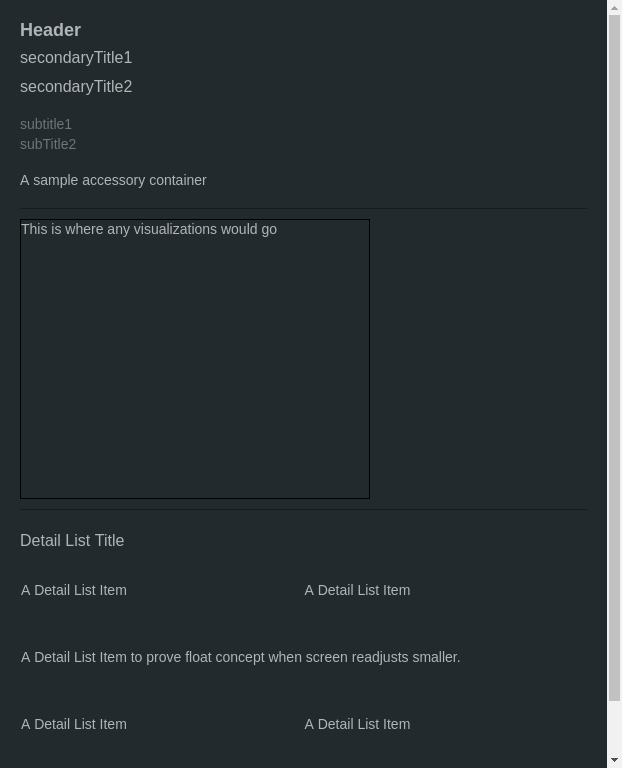 Header
secondaryTitle1
secondaryTitle2
subtitle1
subTitle2
A sample accessory container
This is where any visualizations would go
Detail List Title
A Detail List Item
A Detail List Item
A Detail List Item to prove float concept when screen readjusts smaller.
A Detail List Item
A Detail List Item